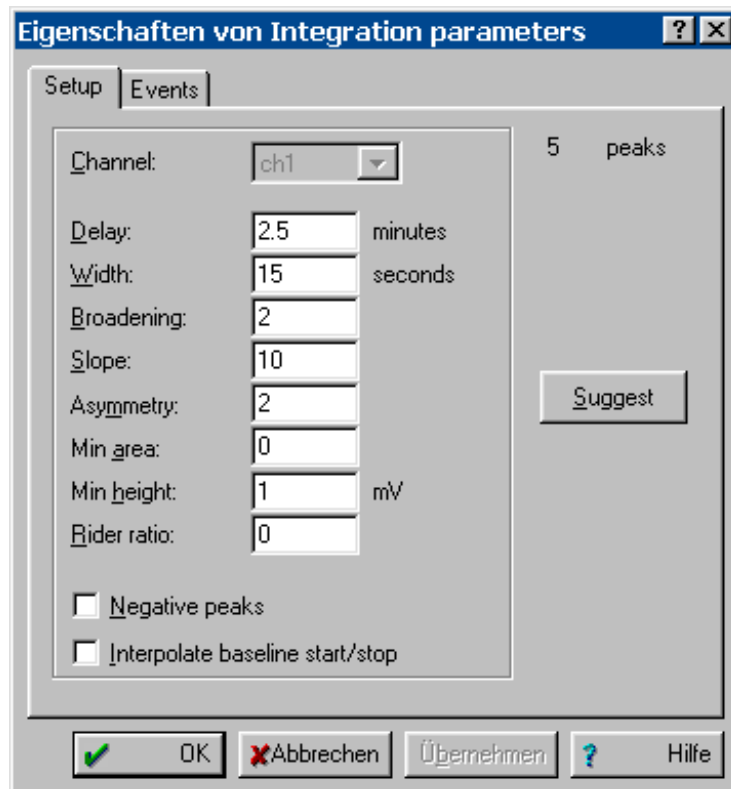 Eigenschaften von Integration parameters
Setup Events
Channel: ch1 5 peaks
Delay: 2.5 minutes
Width: 15 seconds
Broadening: 2
Slope: 10
Asymmetry: 2 Suggest
Min area: 0
Min height: 1 mV
Rider ratio: 0
Negative peaks
Interpolate baseline start/stop
OK Abbrechen Übernehmen Hilfe